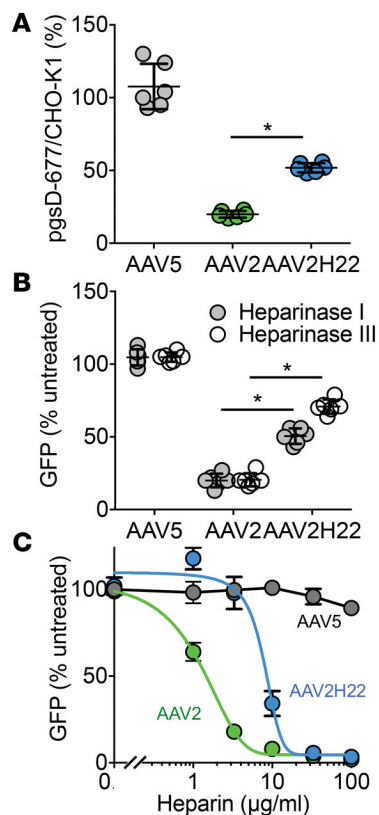 A
pgsD-677/CHO-K1 (%)
150
100
50
0
*
AAV5 AAV2 AAV2H22
B
GFP (% untreated)
150
100
50
0
Heparinase I
Heparinase III
*
*
AAV5 AAV2 AAV2H22
C
GFP (% untreated)
100
50
0
AAV5
AAV2H22
AAV2
0. 1 10 100
Heparin (µg/ml)